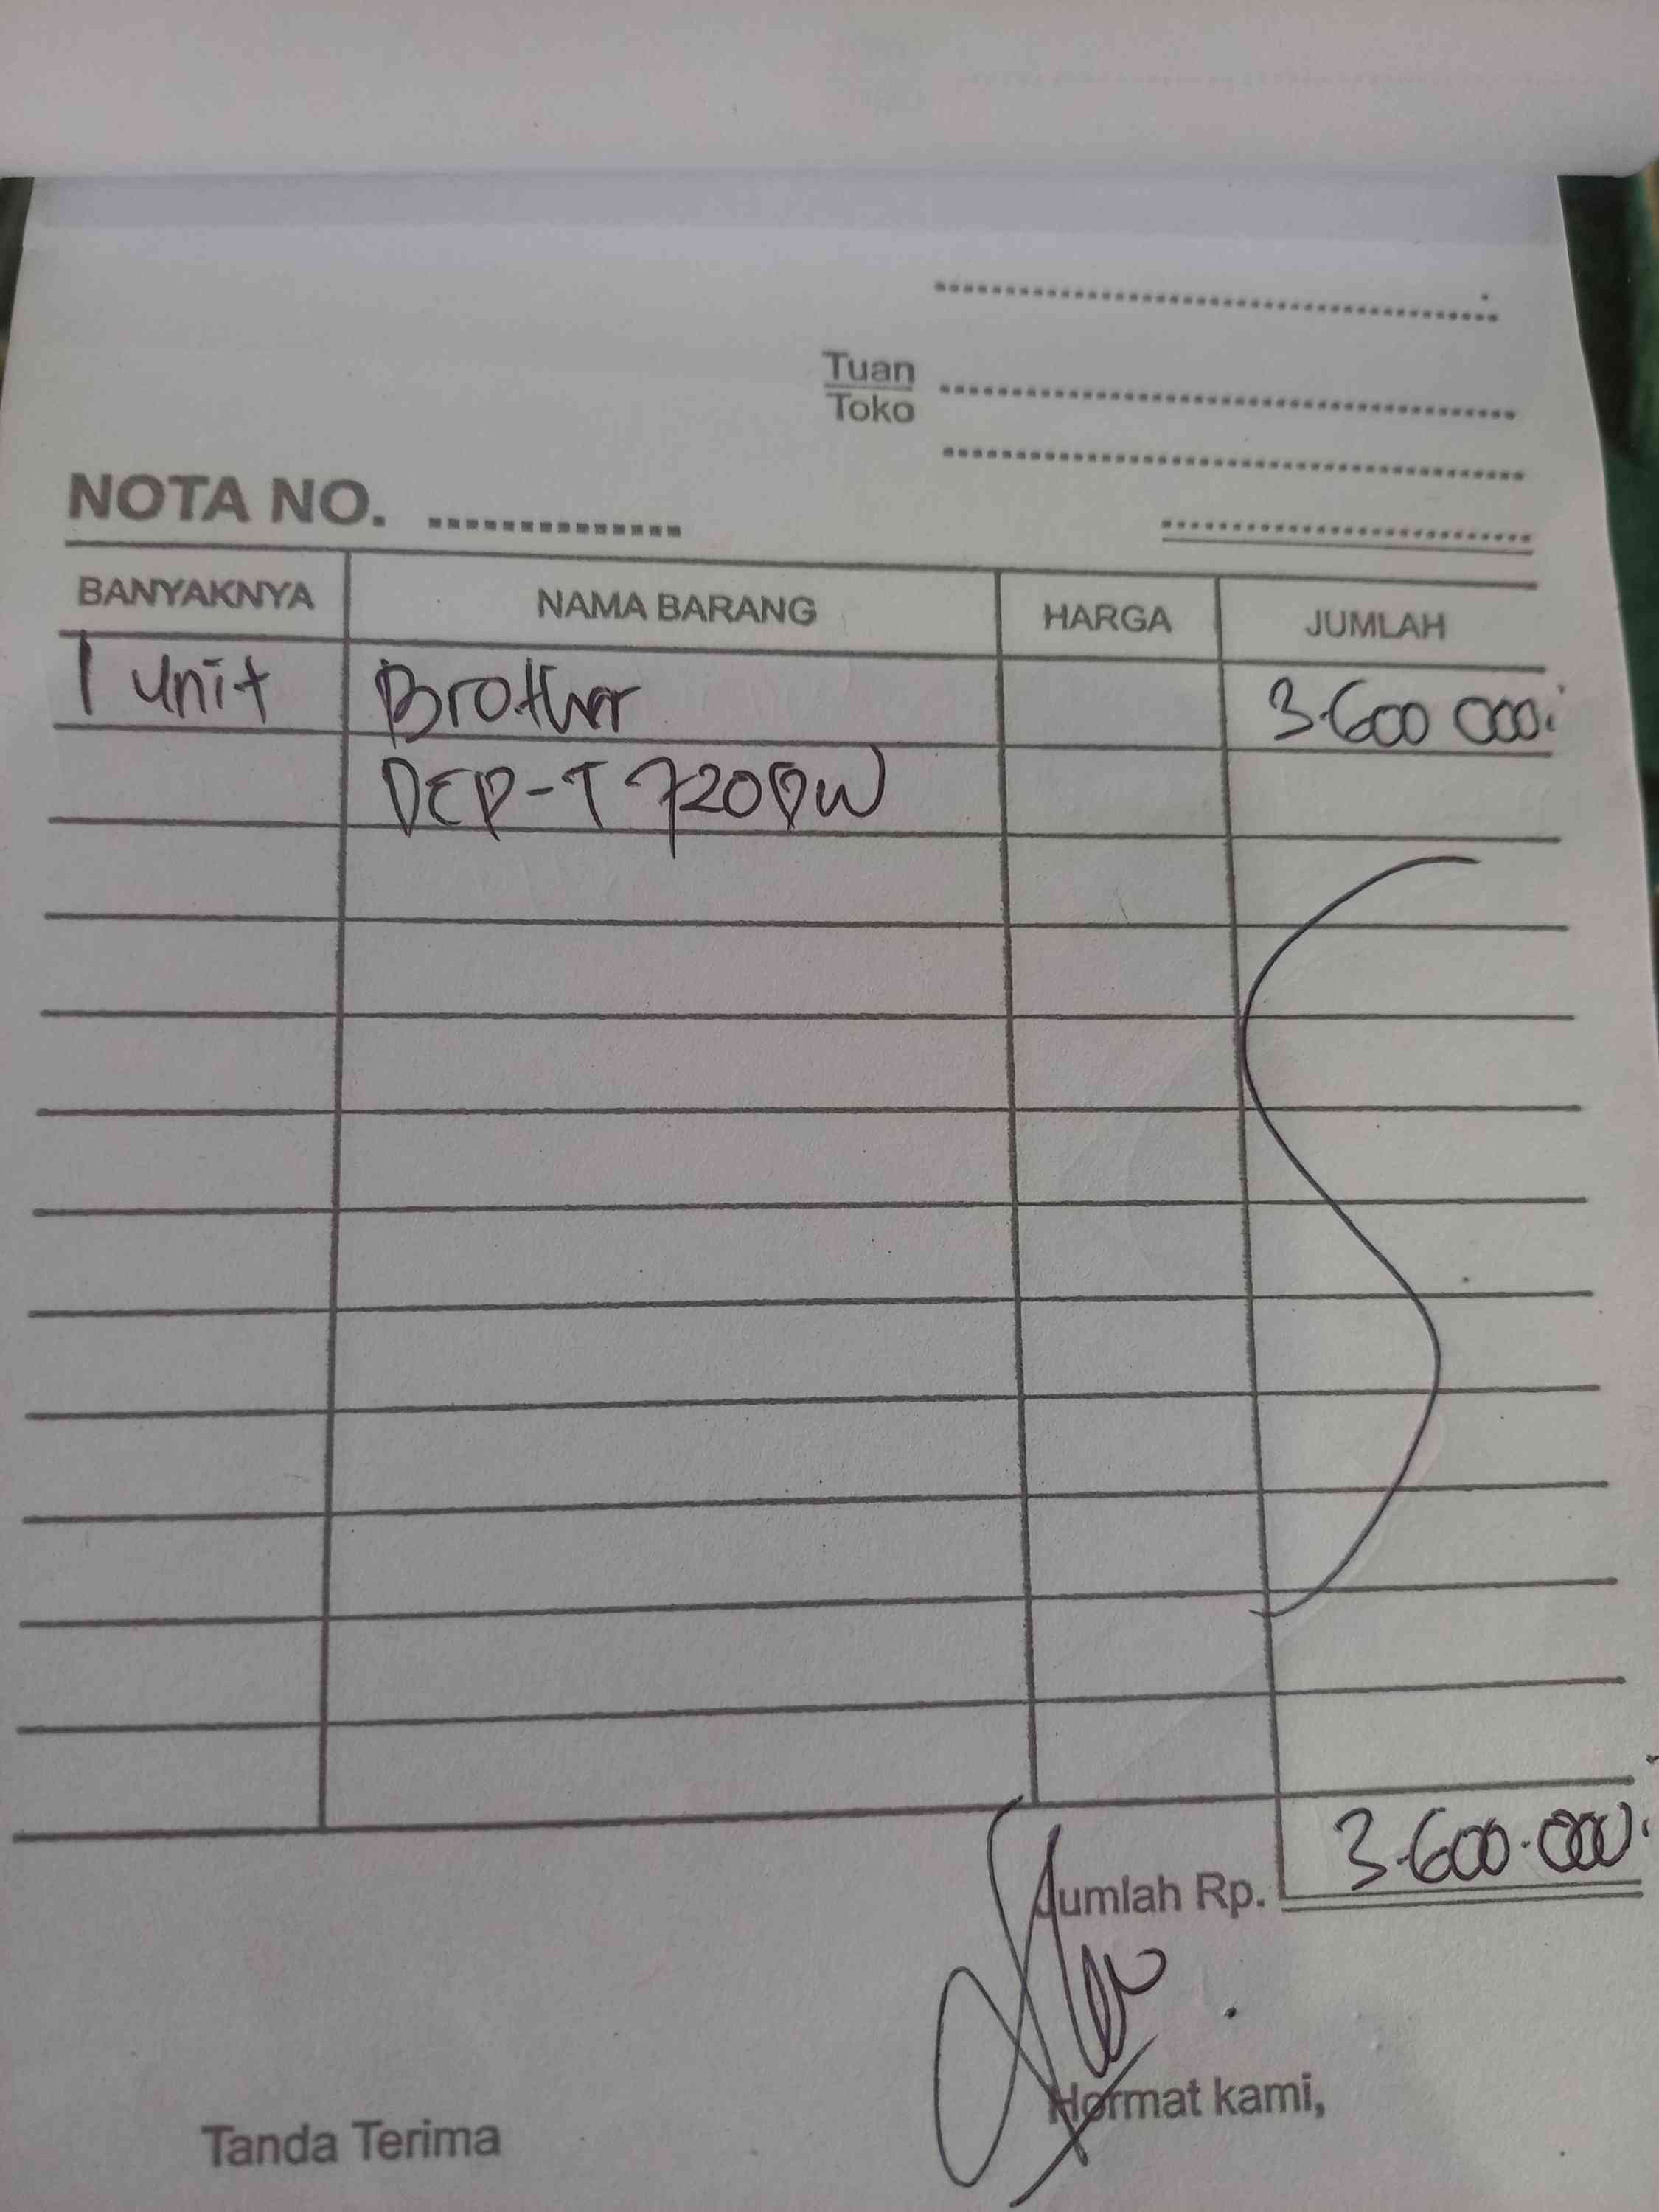 Tuan
Toko
NOTA NO.
BANYAKNYA NAMA BARANG HARGA JUMLAH
1 unit Brother 3.600 000
DCP-T720DW
Jumlah Rp. 3.600.000
Tanda Terima Hormat kami,